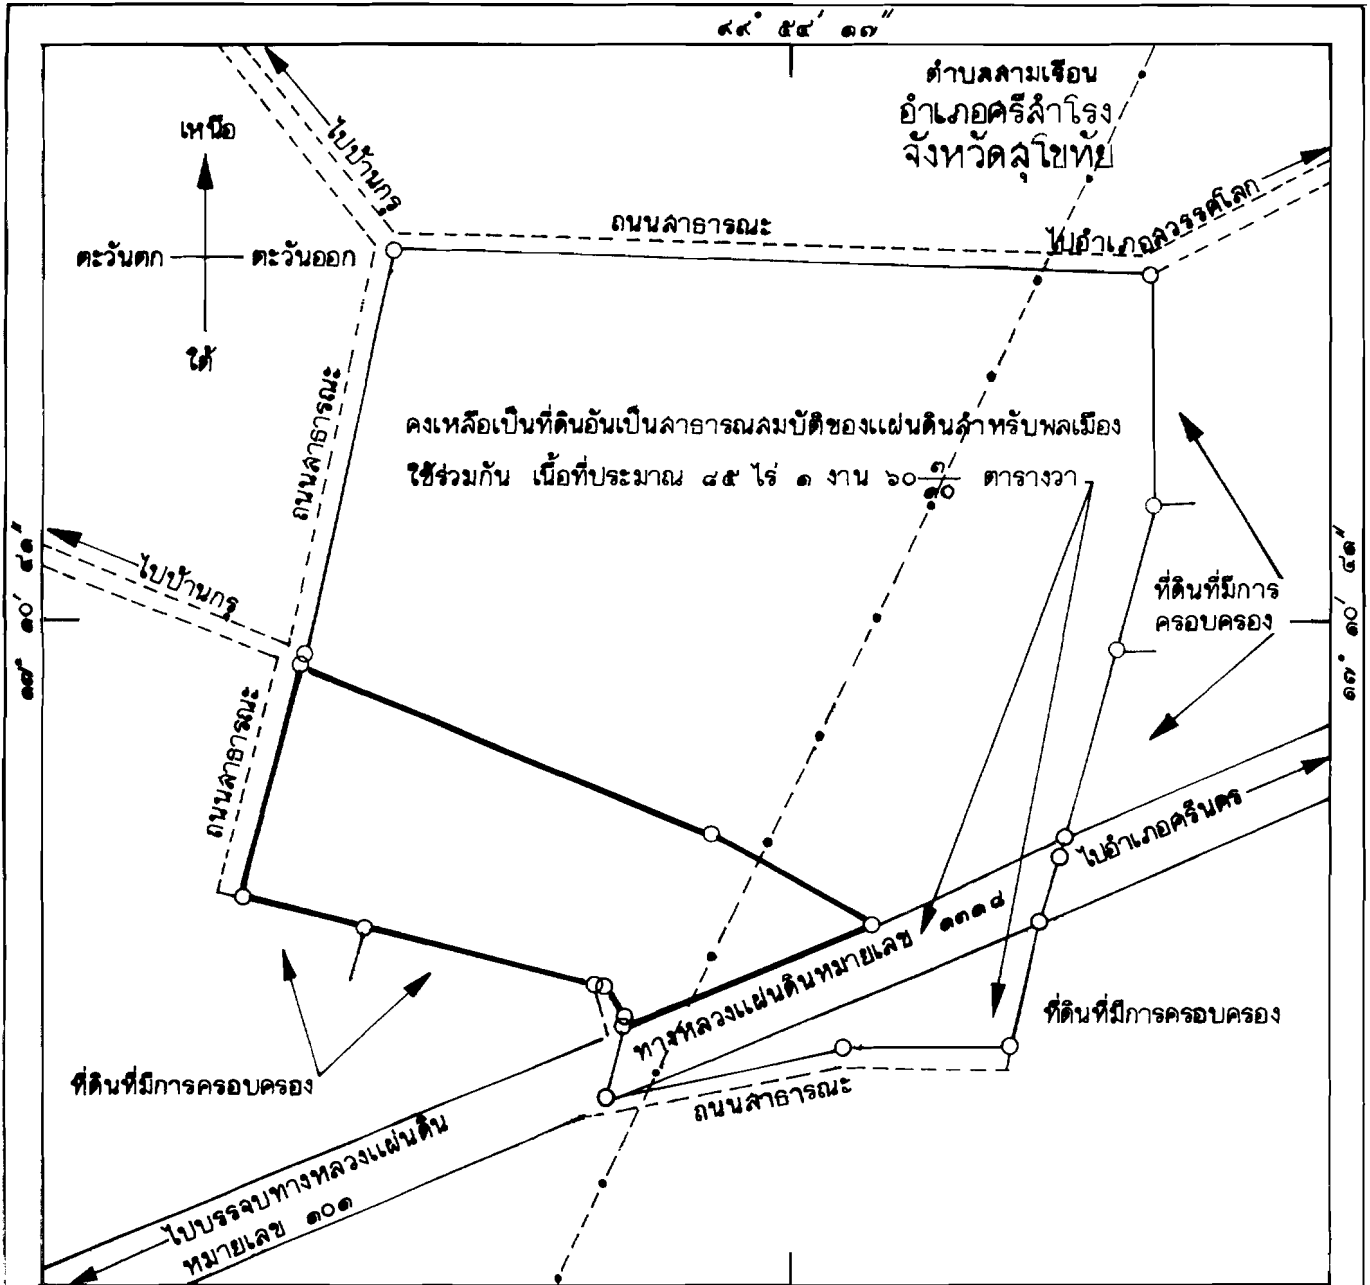 ๙๙° ๕๔′ ๑๗″
ตำบลสามเรือน
อำเภอศรีสำโรง
จังหวัดสุโขทัย
เหนือ
ตะวันตก
ตะวันออก
ใต้
ไปบ้านกรุ
ถนนสาธารณะ
ไปอำเภอสวรรคโลก
ถนนสาธารณะ
คงเหลือเป็นที่ดินอันเป็นสาธารณสมบัติของแผ่นดินสำหรับพลเมือง
ใช้ร่วมกัน เนื้อที่ประมาณ ๘๕ ไร่ ๑ งาน ๖๐ ๓/๑๐ ตารางวา
๑๗° ๑๐′ ๔๑″
ไปบ้านกรุ
ที่ดินที่มีการ
ครอบครอง
๑๗° ๑๐′ ๔๑″
ถนนสาธารณะ
ไปอำเภอศรีนคร
ทางหลวงแผ่นดินหมายเลข ๑๓๑๘
ที่ดินที่มีการครอบครอง
ที่ดินที่มีการครอบครอง
ถนนสาธารณะ
ไปบรรจบทางหลวงแผ่นดิน
หมายเลข ๑๐๑